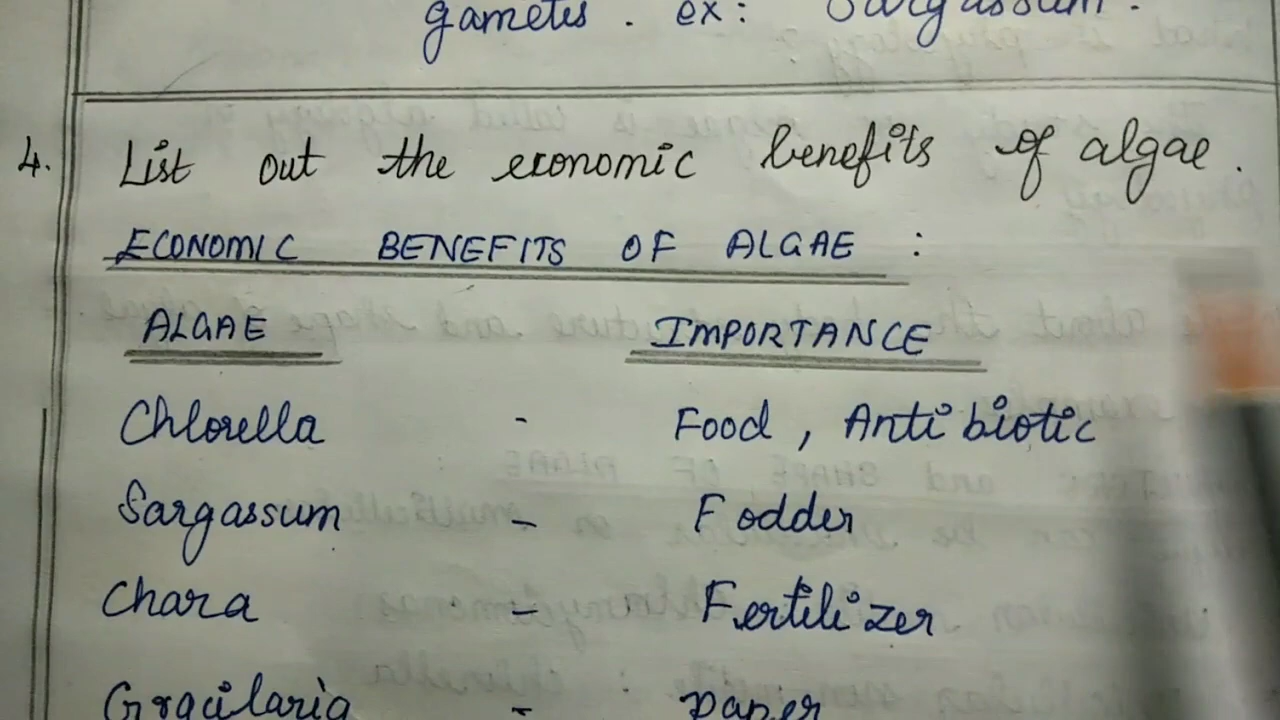 gametes. ex: Sargassum.
4. List out the economic benefits of algae.
ECONOMIC BENEFITS OF ALGAE :
ALGAE IMPORTANCE
Chlorella - Food, Antibiotic
Sargassum - Fodder
Chara - Fertilizer
Gracilaria - paper